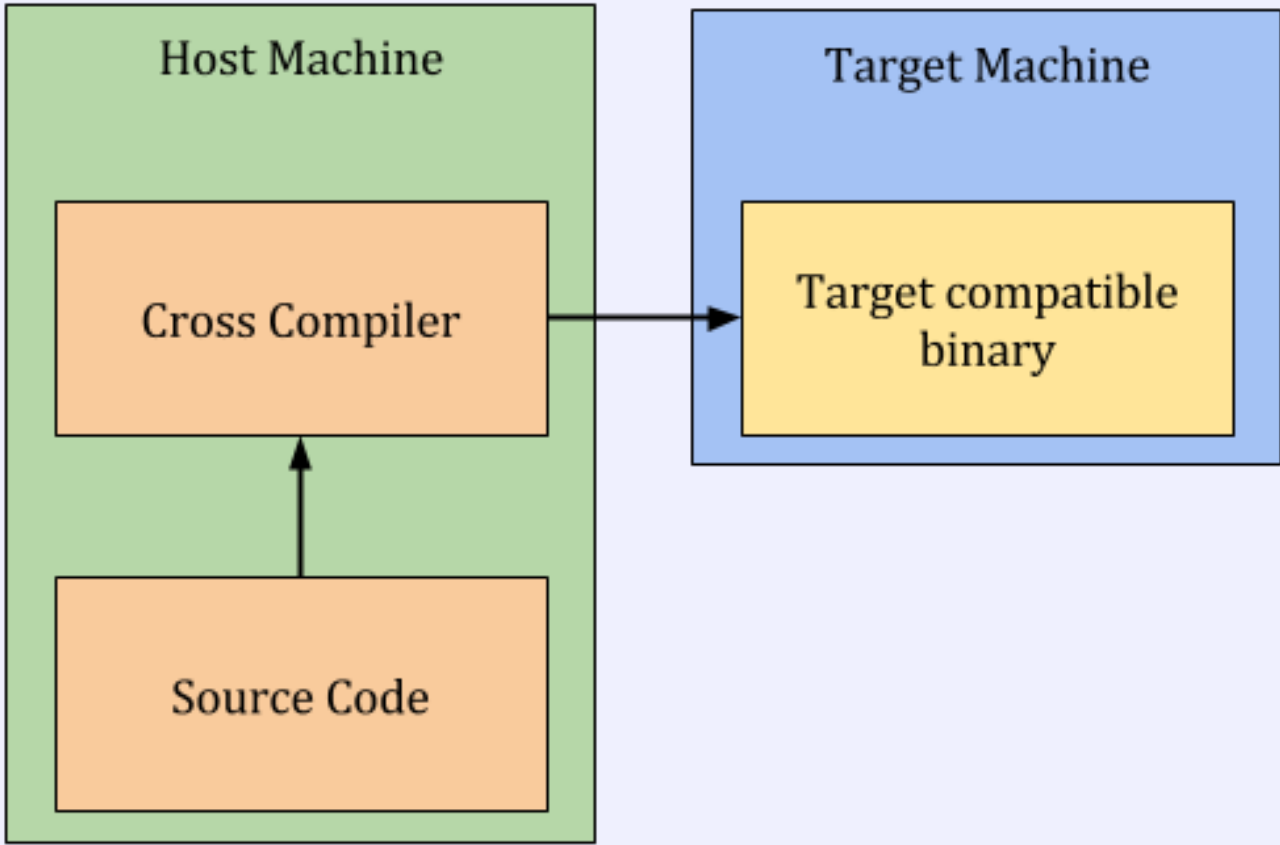 Host Machine
Target Machine
Cross Compiler
Target compatible
binary
Source Code